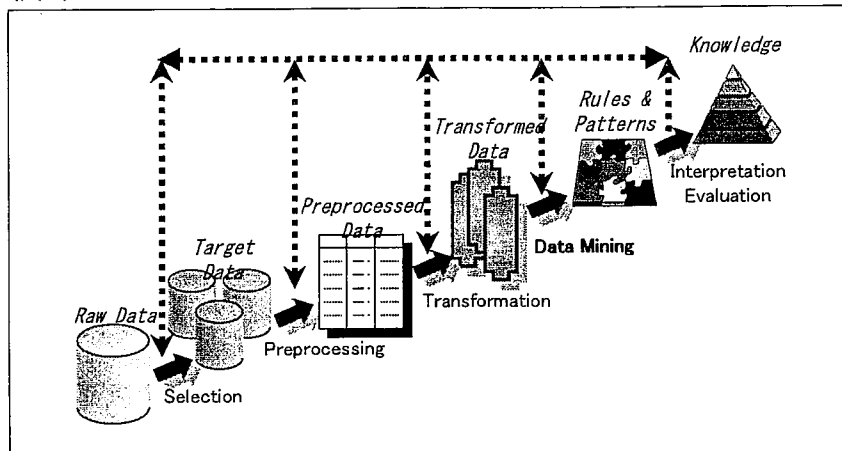 Knowledge
Rules &
Patterns
Transformed
Data
Interpretation
Evaluation
Preprocessed
Data
Data Mining
Target
Data
Transformation
Raw Data
Preprocessing
Selection